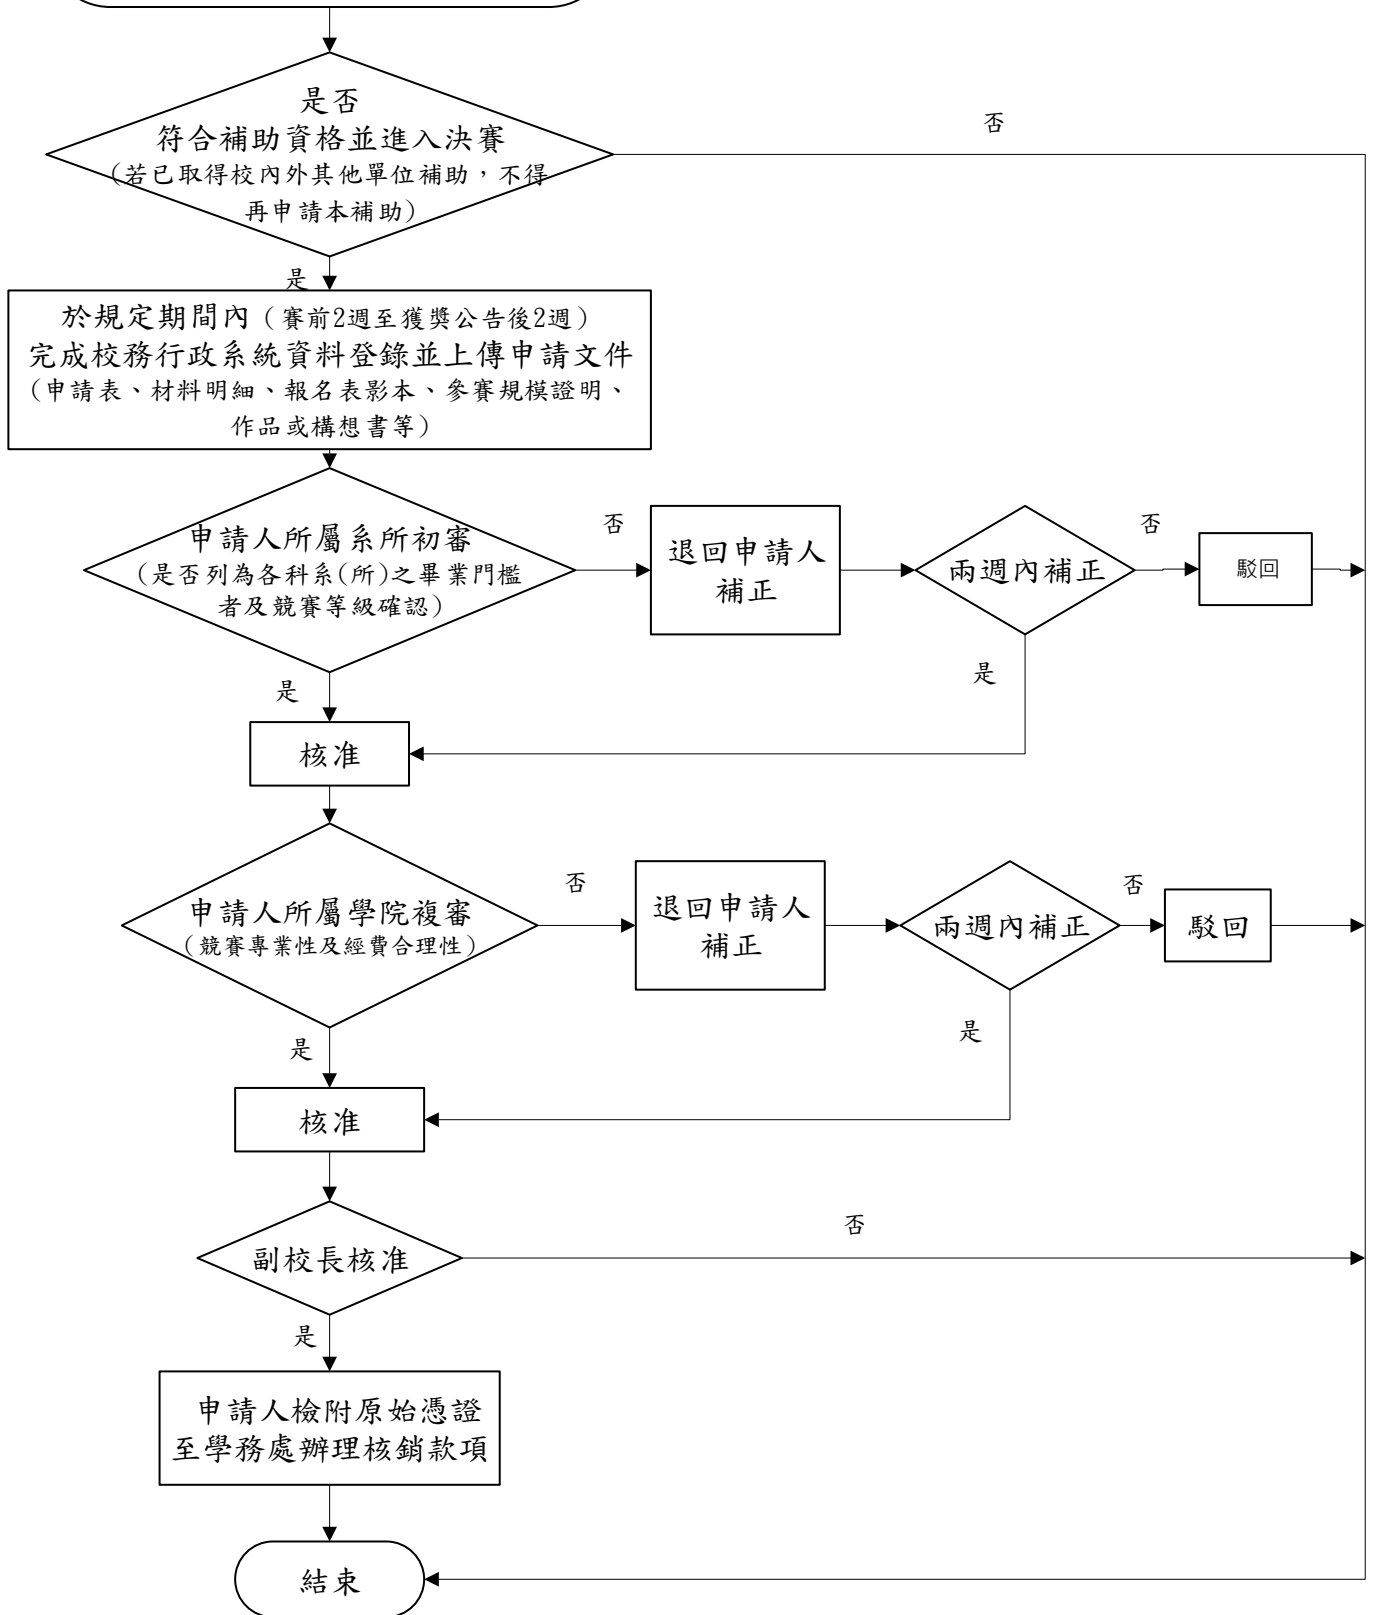 是否
符合補助資格並進入決賽
(若已取得校內外其他單位補助，不得
再申請本補助)
否
是
於規定期間內(賽前2週至獲獎公告後2週)
完成校務行政系統資料登錄並上傳申請文件
(申請表、材料明細、報名表影本、參賽規模證明、
作品或構想書等)
申請人所屬系所初審
(是否列為各科系(所)之畢業門檻
者及競賽等級確認)
否
退回申請人
補正
兩週內補正
否
駁回
是
是
核准
申請人所屬學院複審
(競賽專業性及經費合理性)
否
退回申請人
補正
兩週內補正
否
駁回
是
是
核准
副校長核准
否
是
申請人檢附原始憑證
至學務處辦理核銷款項
結束